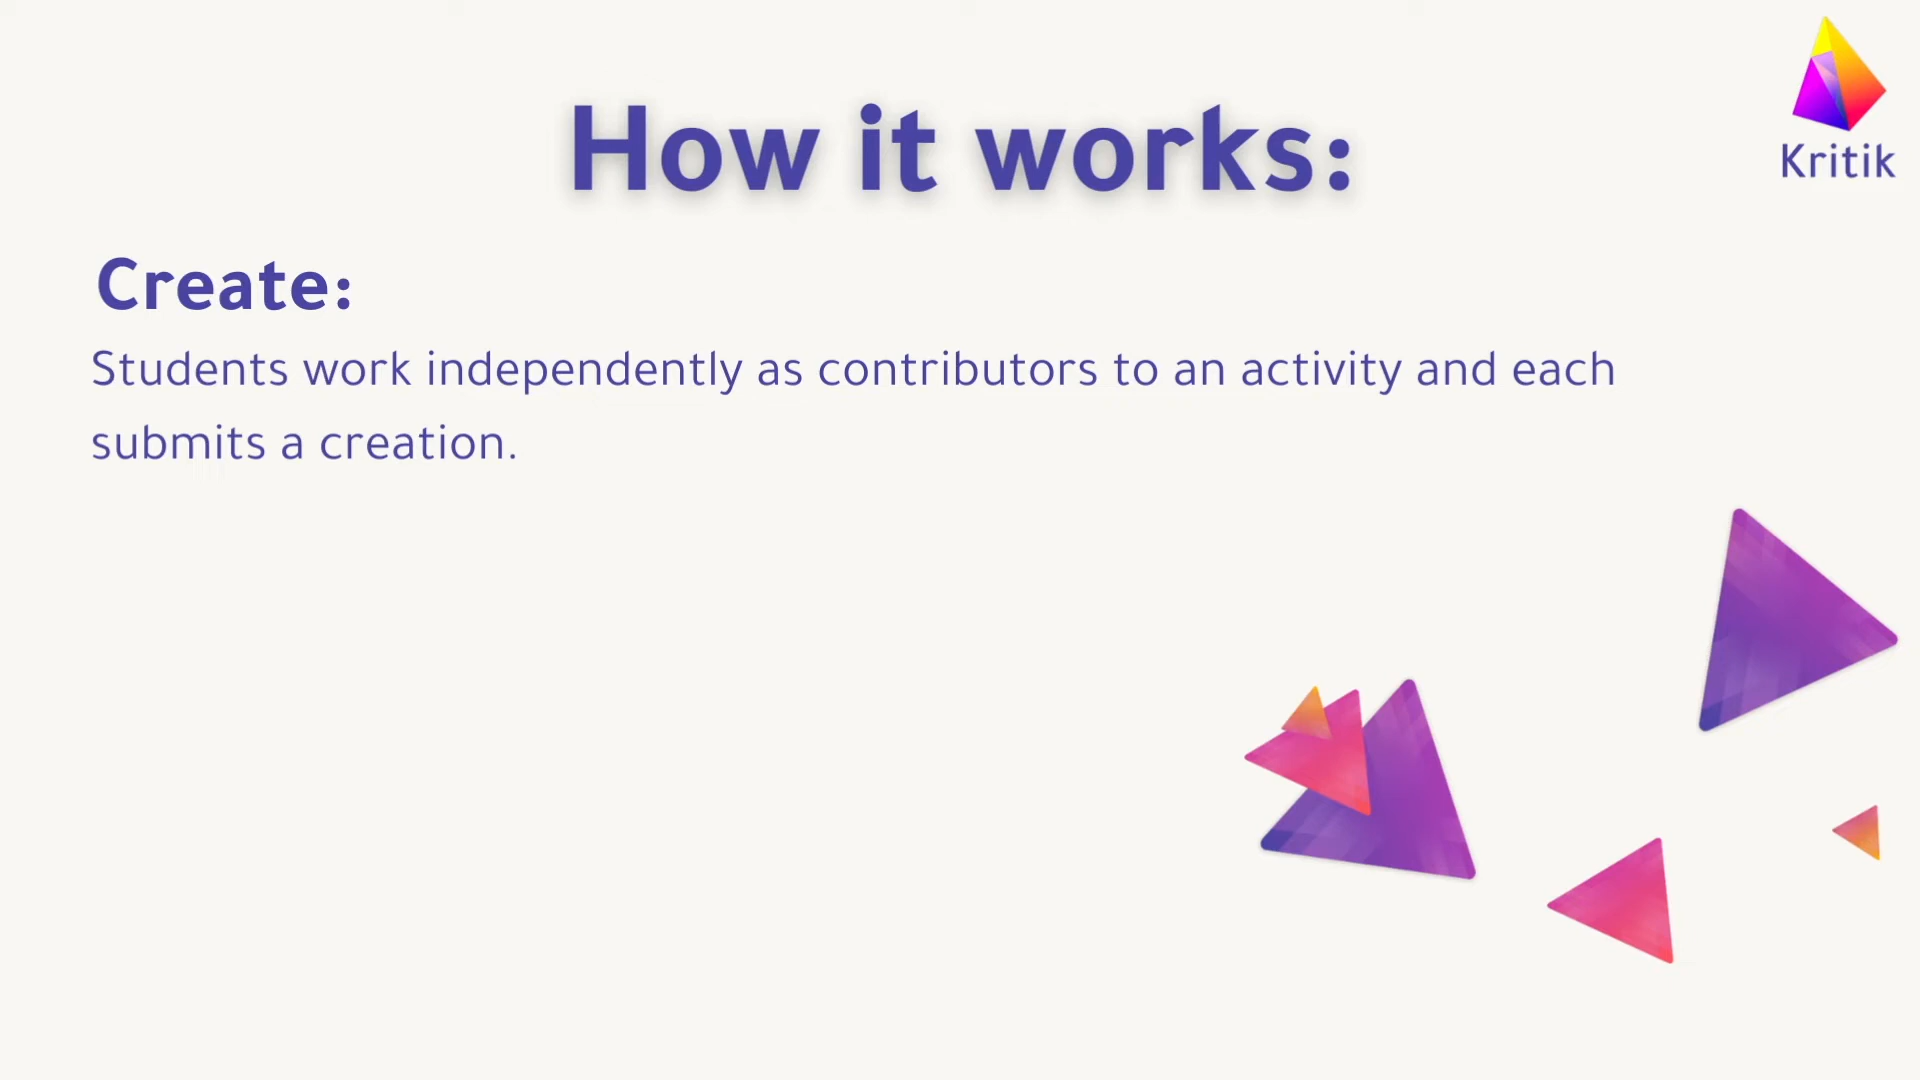 How it works:
Kritik
Create:
Students work independently as contributors to an activity and each
submits a creation.